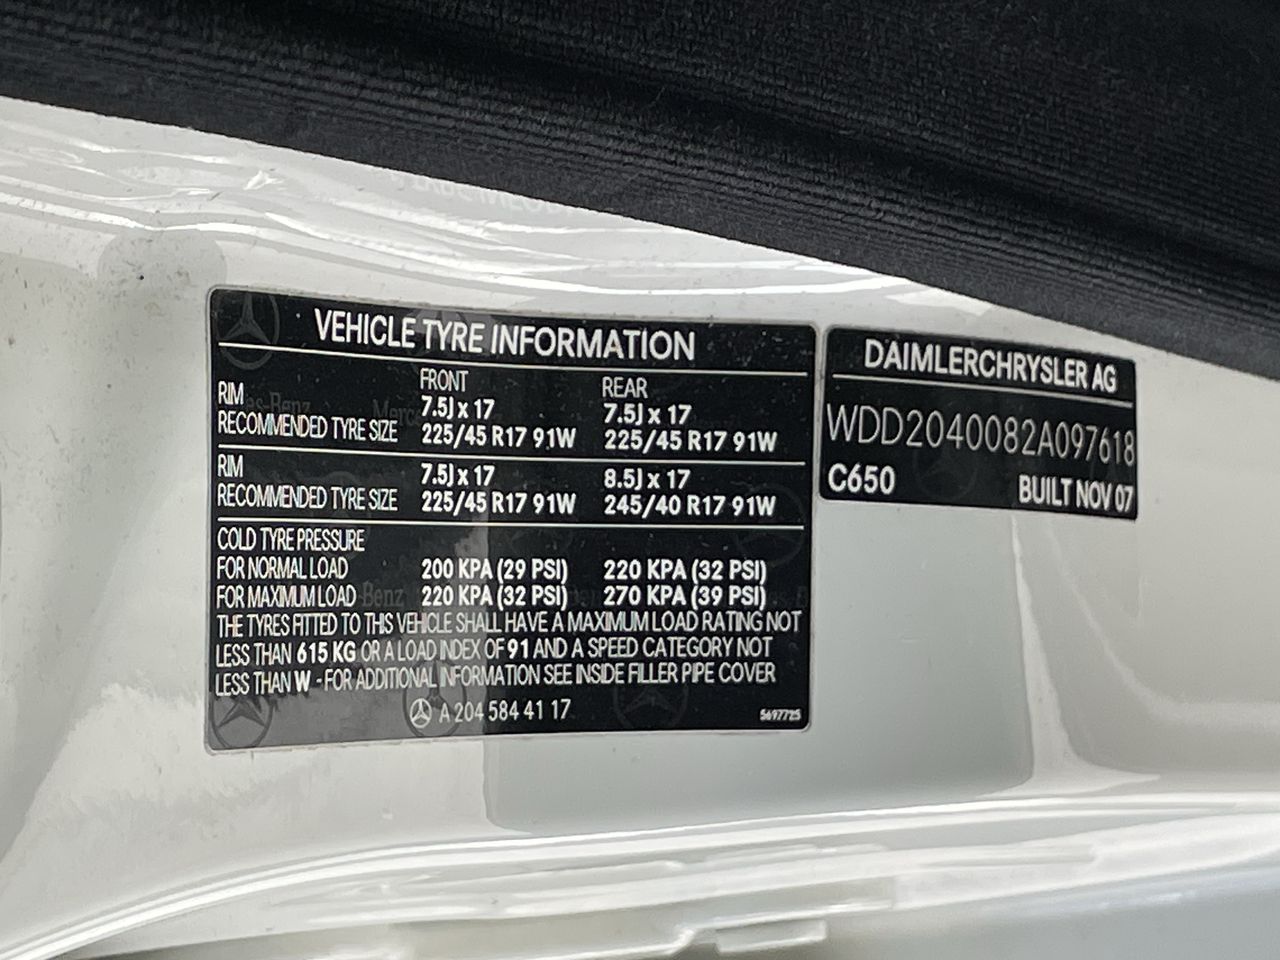 VEHICLE TYRE INFORMATION
FRONT REAR
RIM 7.5J x 17 7.5J x 17
RECOMMENDED TYRE SIZE 225/45 R17 91W 225/45 R17 91W
RIM 7.5J x 17 8.5J x 17
RECOMMENDED TYRE SIZE 225/45 R17 91W 245/40 R17 91W
COLD TYRE PRESSURE
FOR NORMAL LOAD 200 KPA (29 PSI) 220 KPA (32 PSI)
FOR MAXIMUM LOAD 220 KPA (32 PSI) 270 KPA (39 PSI)
THE TYRES FITTED TO THIS VEHICLE SHALL HAVE A MAXIMUM LOAD RATING NOT
LESS THAN 615 KG OR A LOAD INDEX OF 91 AND A SPEED CATEGORY NOT
LESS THAN W - FOR ADDITIONAL INFORMATION SEE INSIDE FILLER PIPE COVER
A 204 584 41 17
5697725
DAIMLERCHRYSLER AG
WDD2040082A097618
C650 BUILT NOV 07